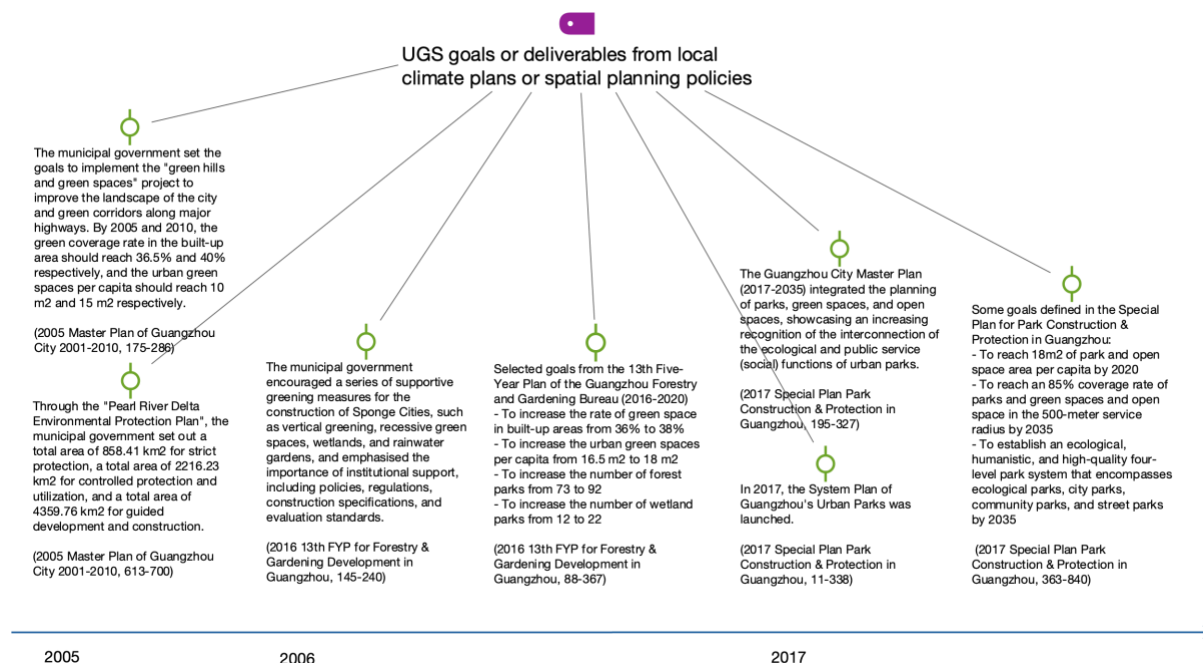 UGS goals or deliverables from local
climate plans or spatial planning policies
The municipal government set the
goals to implement the "green hills
and green spaces" project to
improve the landscape of the city
and green corridors along major
highways. By 2005 and 2010, the
green coverage rate in the built-up
area should reach 36.5% and 40%
respectively, and the urban green
spaces per capita should reach 10
m2 and 15 m2 respectively.
(2005 Master Plan of Guangzhou
City 2001-2010, 175-286)
Through the "Pearl River Delta
Environmental Protection Plan", the
municipal government set out a
total area of 858.41 km2 for strict
protection, a total area of 2216.23
km2 for controlled protection and
utilization, and a total area of
4359.76 km2 for guided
development and construction.
(2005 Master Plan of Guangzhou
City 2001-2010, 613-700)
The municipal government
encouraged a series of supportive
greening measures for the
construction of Sponge Cities, such
as vertical greening, recessive green
spaces, wetlands, and rainwater
gardens, and emphasised the
importance of institutional support,
including policies, regulations,
construction specifications, and
evaluation standards.
(2016 13th FYP for Forestry &
Gardening Development in
Guangzhou, 145-240)
Selected goals from the 13th Five-
Year Plan of the Guangzhou Forestry
and Gardening Bureau (2016-2020)
- To increase the rate of green space
in built-up areas from 36% to 38%
- To increase the urban green spaces
per capita from 16.5 m2 to 18 m2
- To increase the number of forest
parks from 73 to 92
- To increase the number of wetland
parks from 12 to 22
(2016 13th FYP for Forestry &
Gardening Development in
Guangzhou, 88-367)
The Guangzhou City Master Plan
(2017-2035) integrated the planning
of parks, green spaces, and open
spaces, showcasing an increasing
recognition of the interconnection of
the ecological and public service
(social) functions of urban parks.
(2017 Special Plan Park
Construction & Protection in
Guangzhou, 195-327)
In 2017, the System Plan of
Guangzhou's Urban Parks was
launched.
(2017 Special Plan Park
Construction & Protection in
Guangzhou, 11-338)
Some goals defined in the Special
Plan for Park Construction &
Protection in Guangzhou:
- To reach 18m2 of park and open
space area per capita by 2020
- To reach an 85% coverage rate of
parks and green spaces and open
space in the 500-meter service
radius by 2035
- To establish an ecological,
humanistic, and high-quality four-
level park system that encompasses
ecological parks, city parks,
community parks, and street parks
by 2035
(2017 Special Plan Park
Construction & Protection in
Guangzhou, 363-840)
2005
2006
2017